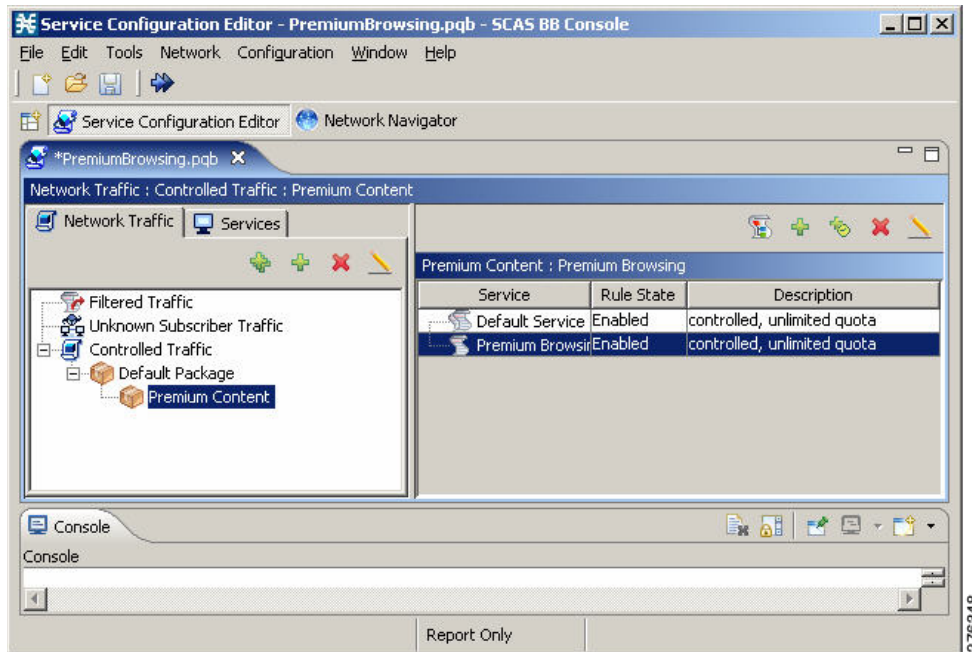 Service Configuration Editor - PremiumBrowsing.pqb - SCAS BB Console
File Edit Tools Network Configuration Window Help
Service Configuration Editor Network Navigator
*PremiumBrowsing.pqb
Network Traffic : Controlled Traffic : Premium Content
Network Traffic Services
Filtered Traffic
Unknown Subscriber Traffic
Controlled Traffic
Default Package
Premium Content
Premium Content : Premium Browsing
Service Rule State Description
Default Service Enabled controlled, unlimited quota
Premium Browsin Enabled controlled, unlimited quota
Console
Console
Report Only